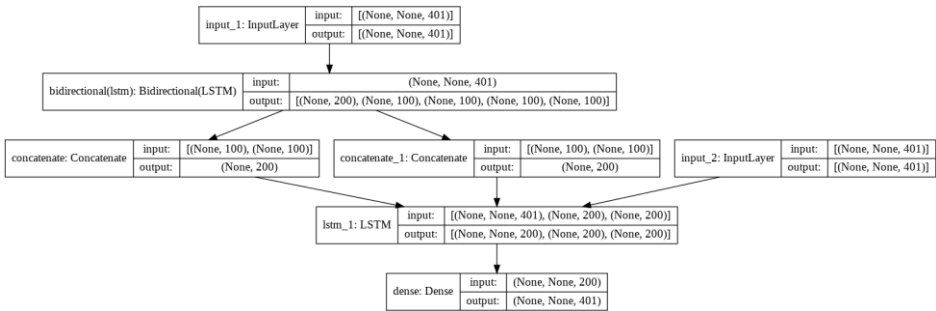 input_1: InputLayer input: [(None, None, 401)]
output: [(None, None, 401)]
bidirectional(lstm): Bidirectional(LSTM) input: (None, None, 401)
output: [(None, 200), (None, 100), (None, 100), (None, 100), (None, 100)]
concatenate: Concatenate input: [(None, 100), (None, 100)]
output: (None, 200)
concatenate_1: Concatenate input: [(None, 100), (None, 100)]
output: (None, 200)
input_2: InputLayer input: [(None, None, 401)]
output: [(None, None, 401)]
lstm_1: LSTM input: [(None, None, 401), (None, 200), (None, 200)]
output: [(None, None, 200), (None, 200), (None, 200)]
dense: Dense input: (None, None, 200)
output: (None, None, 401)